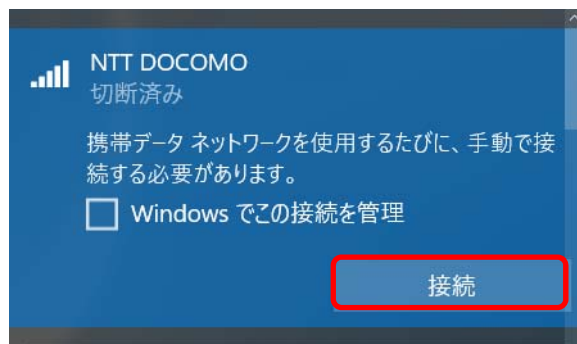 NTT DOCOMO
切断済み
携帯データ ネットワークを使用するたびに、手動で接
続する必要があります。
Windows でこの接続を管理
接続